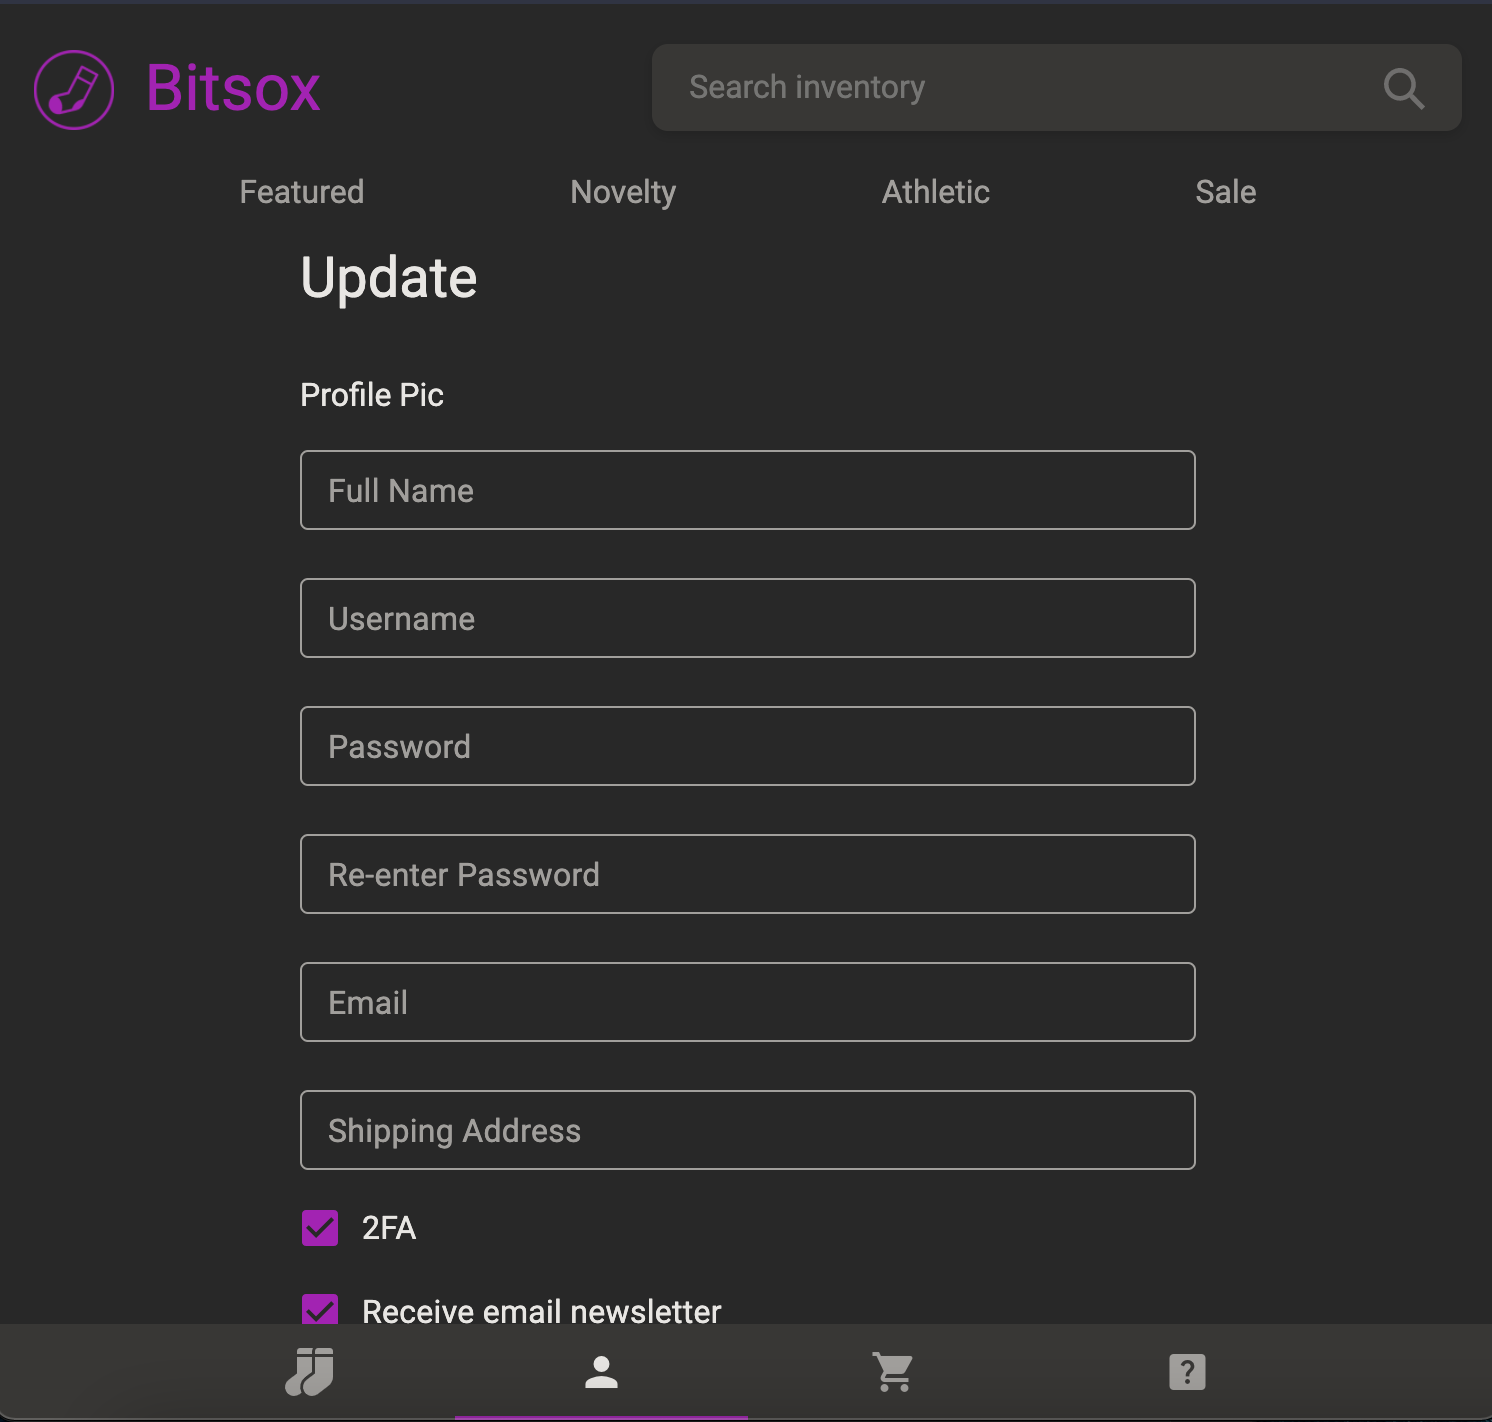 Bitsox
Search inventory
Featured Novelty Athletic Sale
Update
Profile Pic
Full Name
Username
Password
Re-enter Password
Email
Shipping Address
2FA
Receive email newsletter
?